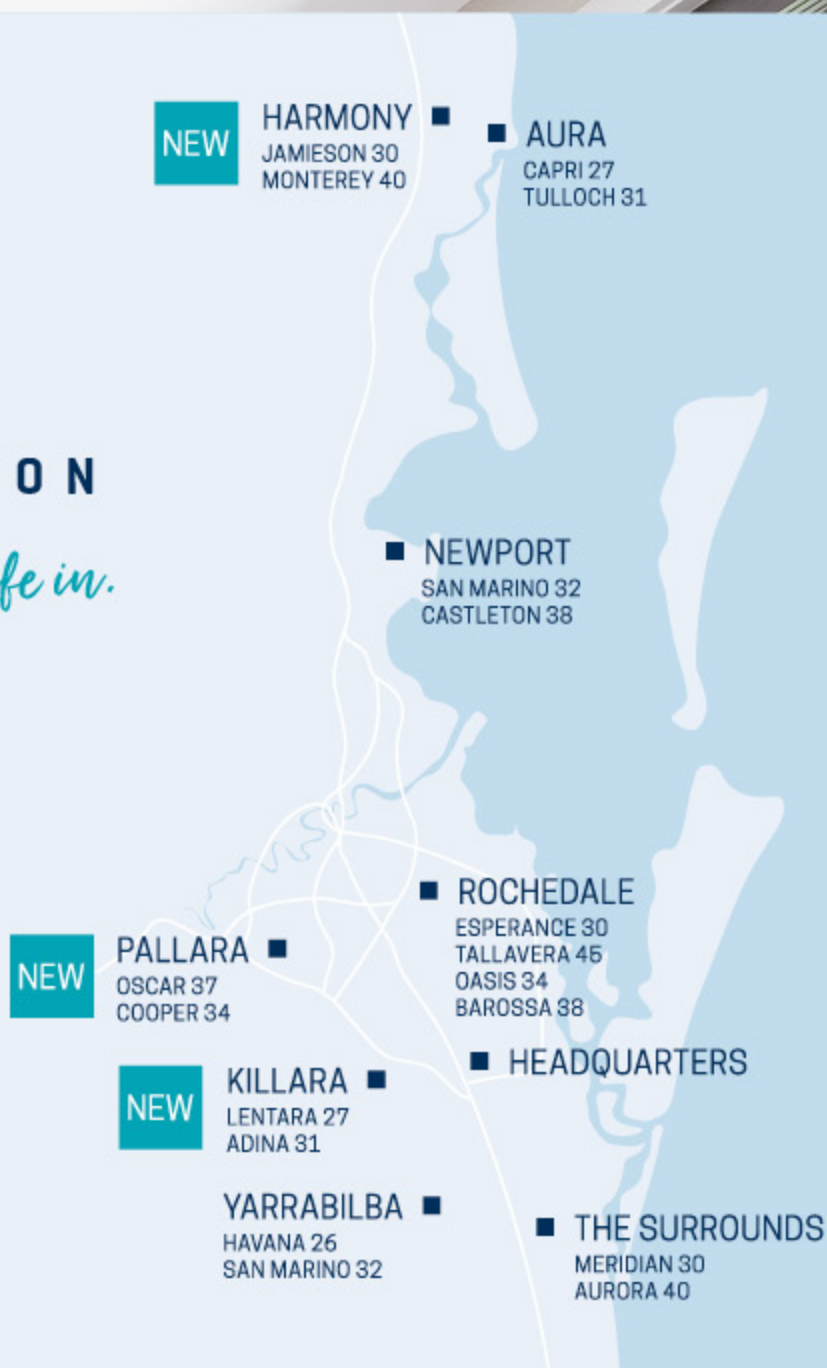 NEW
HARMONY
JAMIESON 30
MONTEREY 40
AURA
CAPRI 27
TULLOCH 31
ON
fe in.
NEWPORT
SAN MARINO 32
CASTLETON 38
ROCHEDALE
ESPERANCE 30
TALLAVERA 45
OASIS 34
BAROSSA 38
NEW
PALLARA
OSCAR 37
COOPER 34
HEADQUARTERS
NEW
KILLARA
LENTARA 27
ADINA 31
YARRABILBA
HAVANA 26
SAN MARINO 32
THE SURROUNDS
MERIDIAN 30
AURORA 40